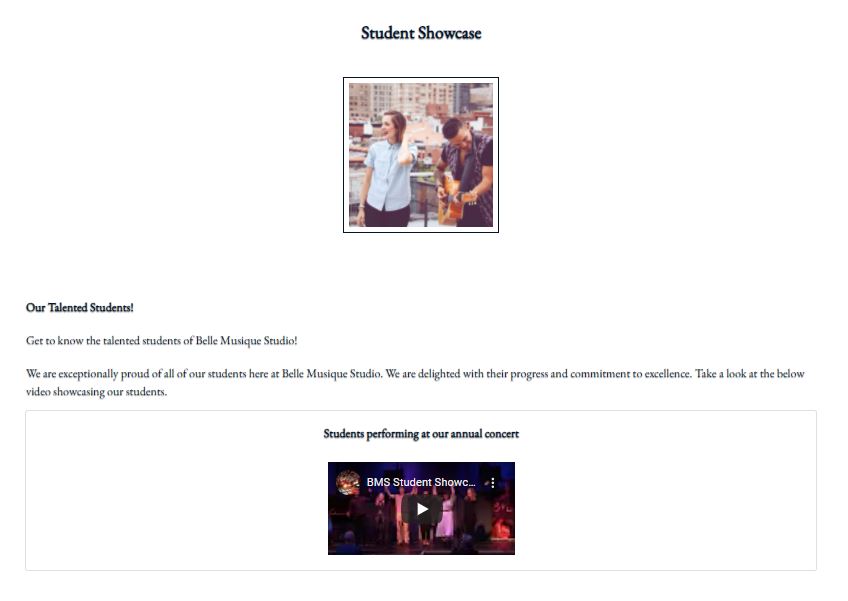 Student Showcase
Our Talented Students!
Get to know the talented students of Belle Musique Studio!
We are exceptionally proud of all of our students here at Belle Musique Studio. We are delighted with their progress and commitment to excellence. Take a look at the below
video showcasing our students.
Students performing at our annual concert
BMS Student Showc...